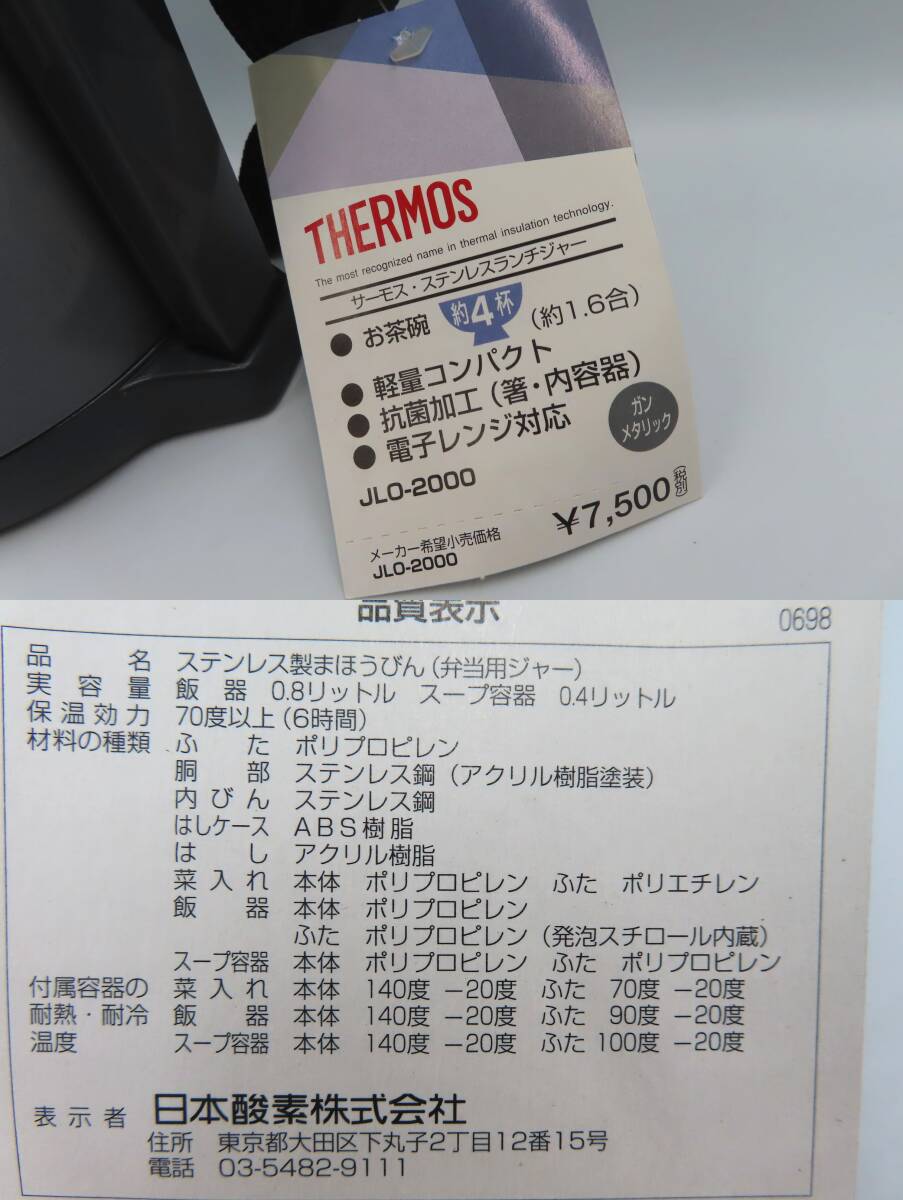 THERMOS
The most recognized name in thermal insulation technology.
サーモス・ステンレスランチジャー
● お茶碗 約4杯 (約1.6合)
● 軽量コンパクト
● 抗菌加工(箸・内容器)
● 電子レンジ対応
ガン
メタリック
JLO-2000
¥7,500(税別)
メーカー希望小売価格
JLO-2000
品質表示
0698
品名 ステンレス製まほうびん(弁当用ジャー)
実容量 飯器 0.8リットル スープ容器 0.4リットル
保温効力 70度以上(6時間)
材料の種類 ふた ポリプロピレン
胴部 ステンレス鋼(アクリル樹脂塗装)
内びん ステンレス鋼
はしケース ABS樹脂
はし アクリル樹脂
菜入れ 本体 ポリプロピレン ふた ポリエチレン
飯器 本体 ポリプロピレン
ふた ポリプロピレン(発泡スチロール内蔵)
スープ容器 本体 ポリプロピレン ふた ポリプロピレン
付属容器の 菜入れ 本体 140度 −20度 ふた 70度 −20度
耐熱・耐冷 飯器 本体 140度 −20度 ふた 90度 −20度
温度 スープ容器 本体 140度 −20度 ふた 100度 −20度
表示者 日本酸素株式会社
住所 東京都大田区下丸子2丁目12番15号
電話 03-5482-9111